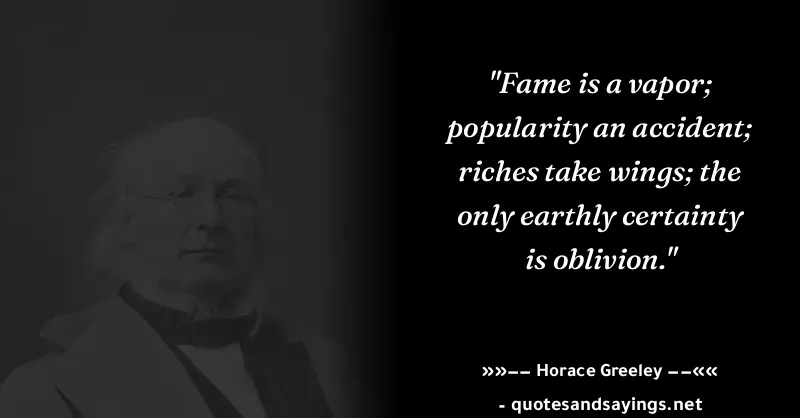 "Fame is a vapor;
popularity an accident;
riches take wings; the
only earthly certainty
is oblivion."
»»−− Horace Greeley −−««
- quotesandsayings.net